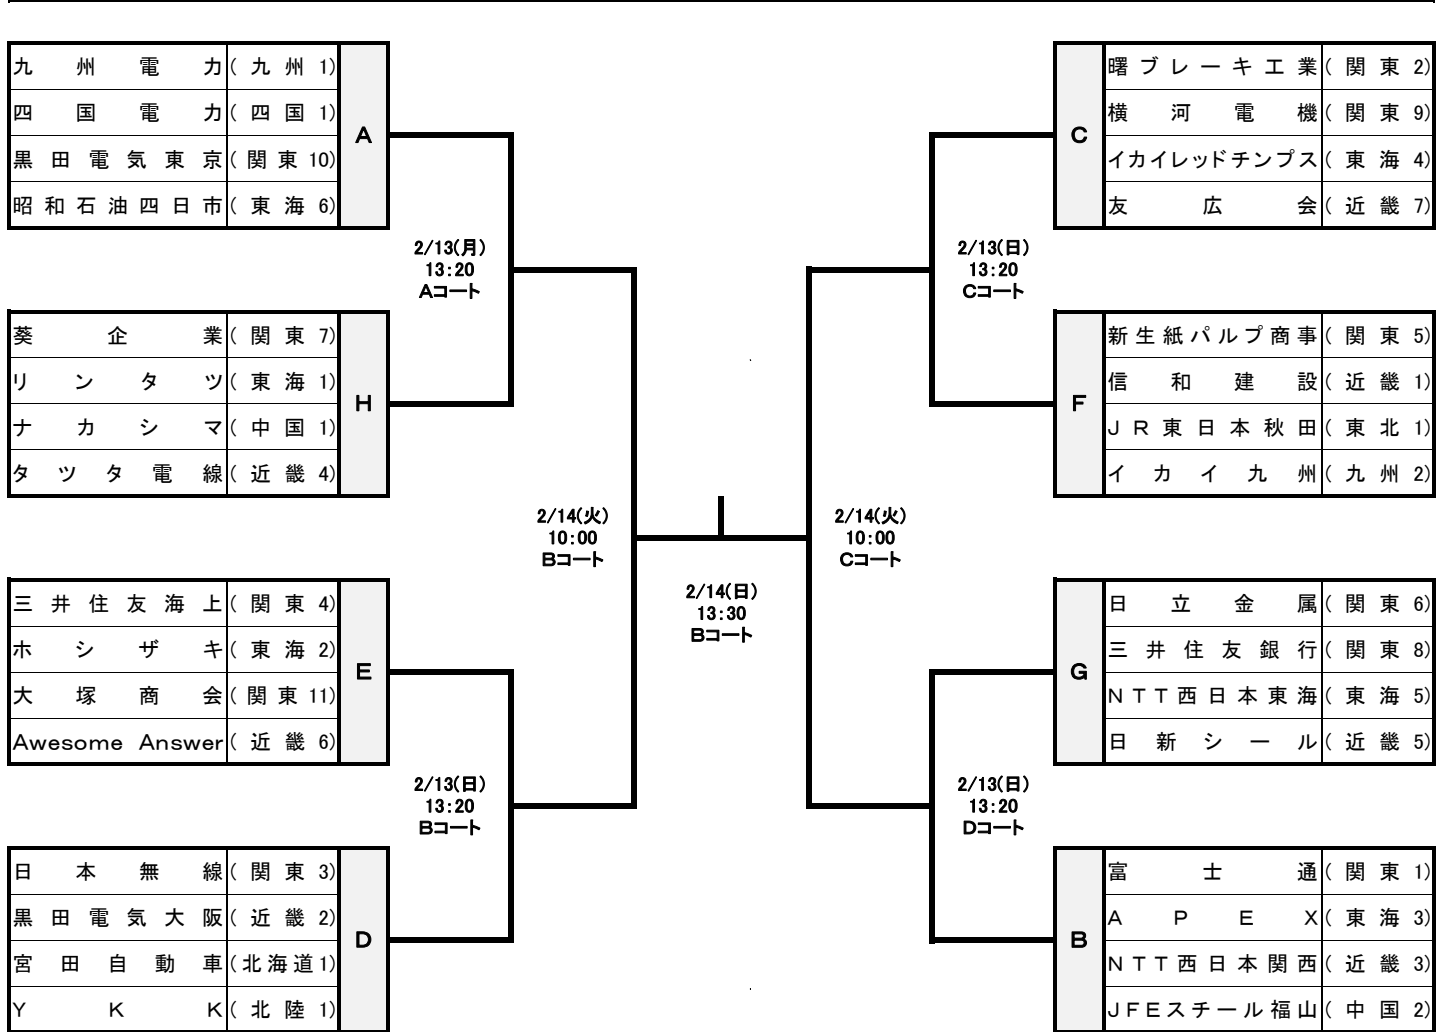 九州電力(九州 1)
四国電力(四国 1)
黒田電気東京(関東 10)
昭和石油四日市(東海 6)
A
2/13(月)
13:20
Aコート
葵企業(関東 7)
リンタツ(東海 1)
ナカシマ(中国 1)
タツタ電線(近畿 4)
H
2/14(火)
10:00
Bコート
三井住友海上(関東 4)
ホシザキ(東海 2)
大塚商会(関東 11)
Awesome Answer(近畿 6)
E
2/13(日)
13:20
Bコート
日本無線(関東 3)
黒田電気大阪(近畿 2)
宮田自動車(北海道 1)
YKK(北陸 1)
D
2/14(日)
13:30
Bコート
C
曙ブレーキ工業(関東 2)
横河電機(関東 9)
イカイレッドチンプス(東海 4)
友広会(近畿 7)
2/13(日)
13:20
Cコート
F
新生紙パルプ商事(関東 5)
信和建設(近畿 1)
JR東日本秋田(東北 1)
イカイ九州(九州 2)
2/14(火)
10:00
Cコート
G
日立金属(関東 6)
三井住友銀行(関東 8)
NTT西日本東海(東海 5)
日新シール(近畿 5)
2/13(日)
13:20
Dコート
B
富士通(関東 1)
APEX(東海 3)
NTT西日本関西(近畿 3)
JFEスチール福山(中国 2)